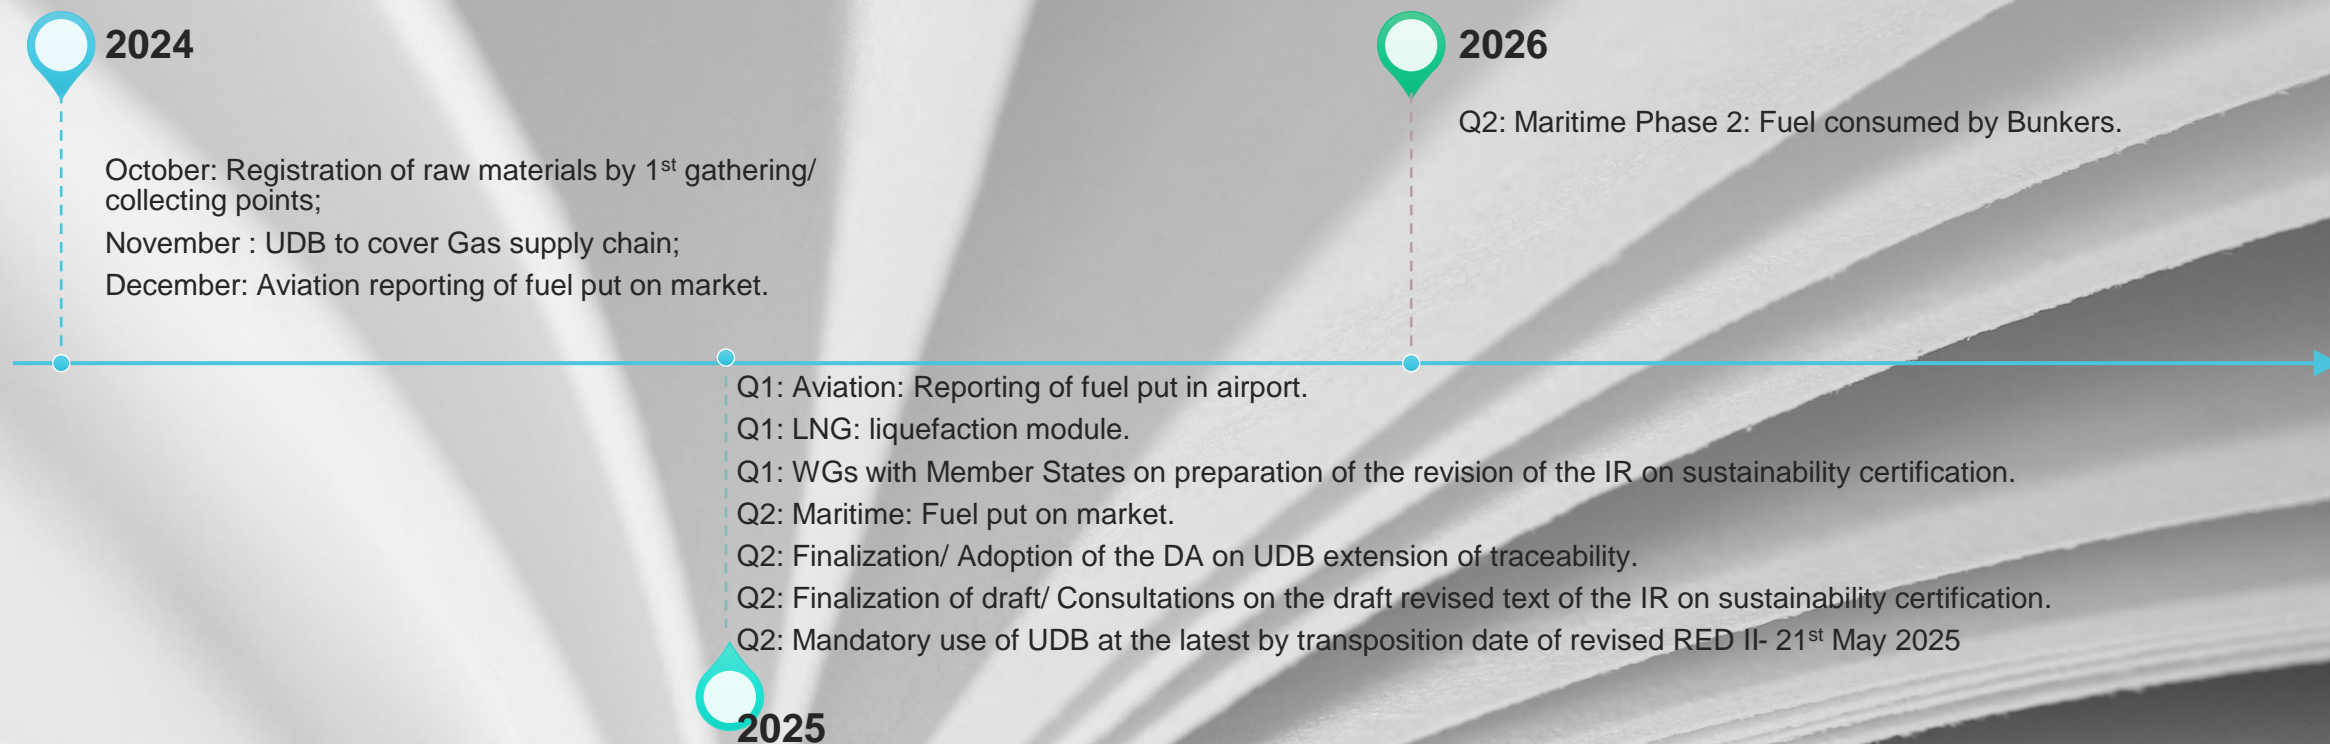 2024
October: Registration of raw materials by 1st gathering/
collecting points;
November : UDB to cover Gas supply chain;
December: Aviation reporting of fuel put on market.
2026
Q2: Maritime Phase 2: Fuel consumed by Bunkers.
Q1: Aviation: Reporting of fuel put in airport.
Q1: LNG: liquefaction module.
Q1: WGs with Member States on preparation of the revision of the IR on sustainability certification.
Q2: Maritime: Fuel put on market.
Q2: Finalization/ Adoption of the DA on UDB extension of traceability.
Q2: Finalization of draft/ Consultations on the draft revised text of the IR on sustainability certification.
Q2: Mandatory use of UDB at the latest by transposition date of revised RED II- 21st May 2025
2025